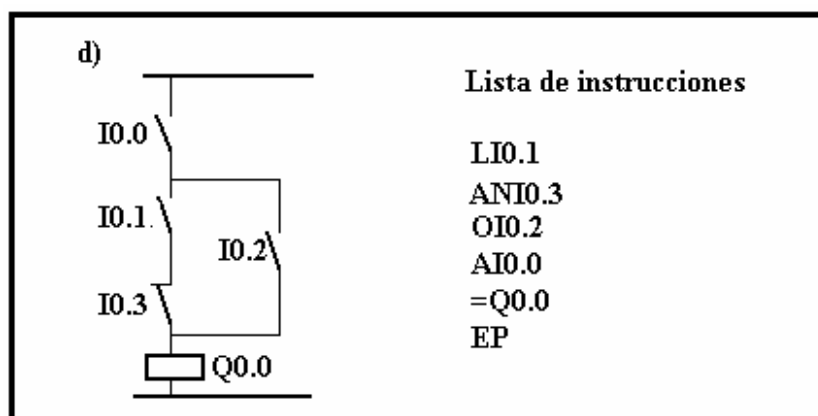 d)
I0.0
I0.1
I0.2
I0.3
Q0.0
Lista de instrucciones
LI0.1
ANI0.3
OI0.2
AI0.0
=Q0.0
EP